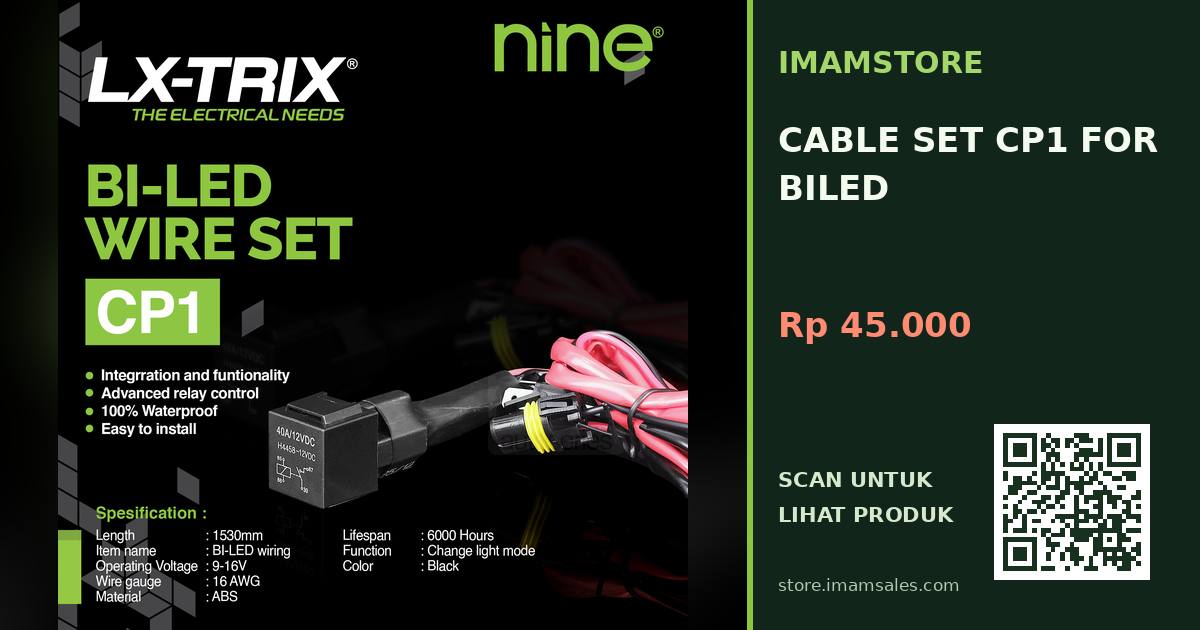 LX-TRIX®
THE ELECTRICAL NEEDS
nine®
BI-LED
WIRE SET
CP1
Integrration and funtionality
Advanced relay control
100% Waterproof
Easy to install
40A/12VDC
H4458-12VDC
Spesification :
Length : 1530mm
Item name : BI-LED wiring
Operating Voltage : 9-16V
Wire gauge : 16 AWG
Material : ABS
Lifespan : 6000 Hours
Function : Change light mode
Color : Black
IMAMSTORE
CABLE SET CP1 FOR
BILED
Rp 45.000
SCAN UNTUK
LIHAT PRODUK
store.imamsales.com